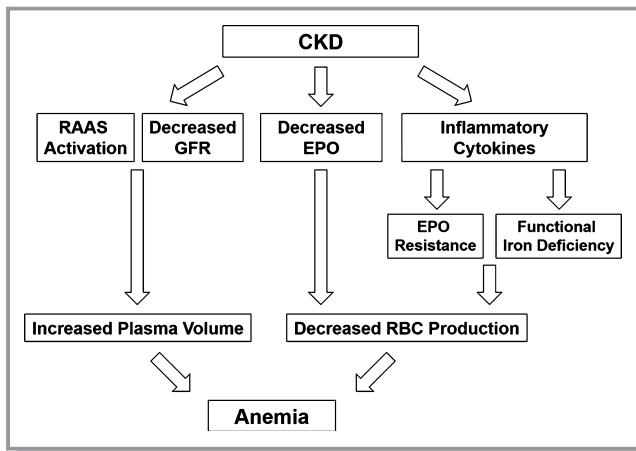 CKD
RAAS
Activation
Decreased
GFR
Decreased
EPO
Inflammatory
Cytokines
EPO
Resistance
Functional
Iron Deficiency
Increased Plasma Volume
Decreased RBC Production
Anemia